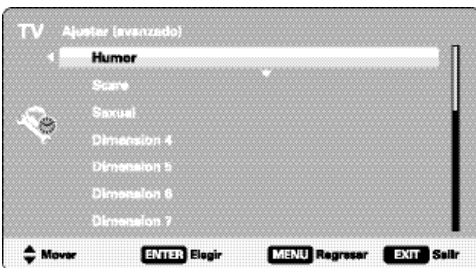 TV Ajustar (avanzado)
Humor
Scare
Sexual
Dimension 4
Dimension 5
Dimension 6
Dimension 7
Mover ENTER Elegir MENU Regresar EXIT Salir